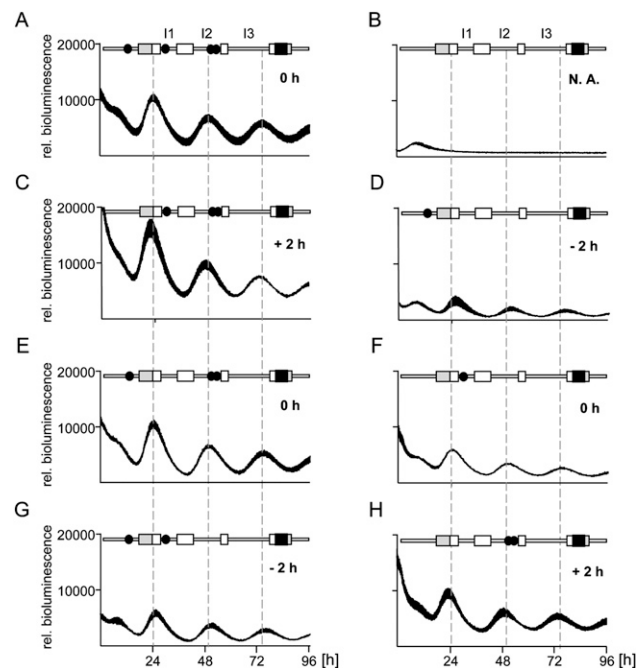 A
I1 I2 I3
rel. bioluminescence
20000
10000
0 h
B
I1 I2 I3
N. A.
C
rel. bioluminescence
20000
10000
+ 2 h
D
- 2 h
E
rel. bioluminescence
20000
10000
0 h
F
0 h
G
rel. bioluminescence
20000
10000
- 2 h
24 48 72 96 [h]
H
+ 2 h
24 48 72 96 [h]